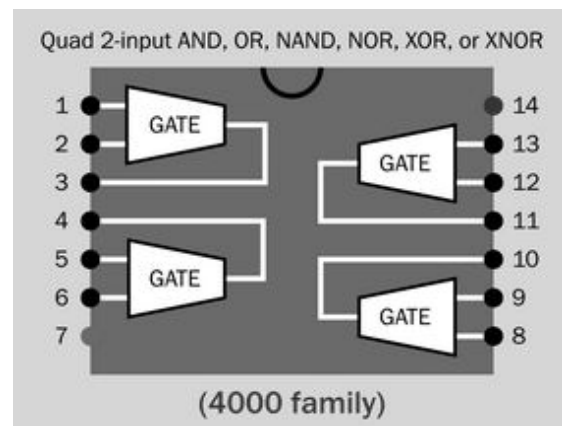 Quad 2-input AND, OR, NAND, NOR, XOR, or XNOR
1 GATE 14
2 GATE 13
3 12
4 11
5 GATE 10
6 GATE 9
7 8
(4000 family)